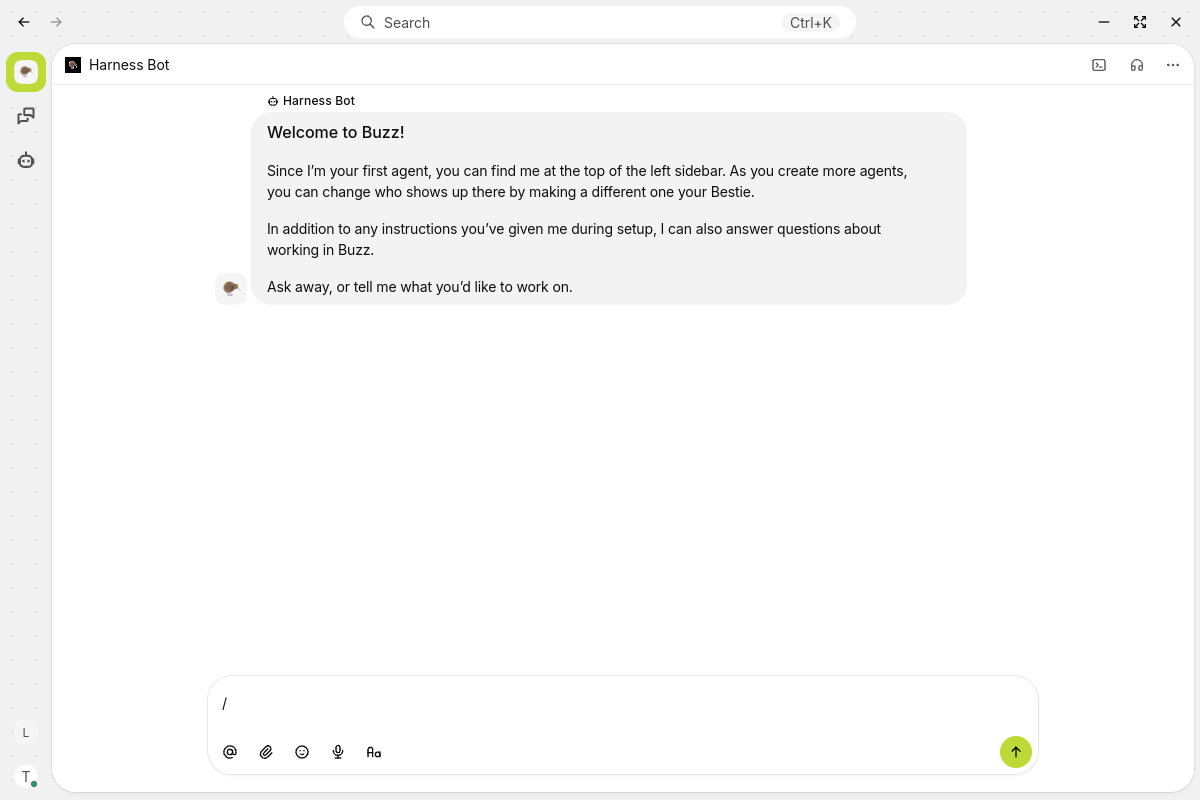 Search
Ctrl+K
Harness Bot
Harness Bot
Welcome to Buzz!
Since I’m your first agent, you can find me at the top of the left sidebar. As you create more agents,
you can change who shows up there by making a different one your Bestie.
In addition to any instructions you’ve given me during setup, I can also answer questions about
working in Buzz.
Ask away, or tell me what you’d like to work on.
/
Aa
L
T